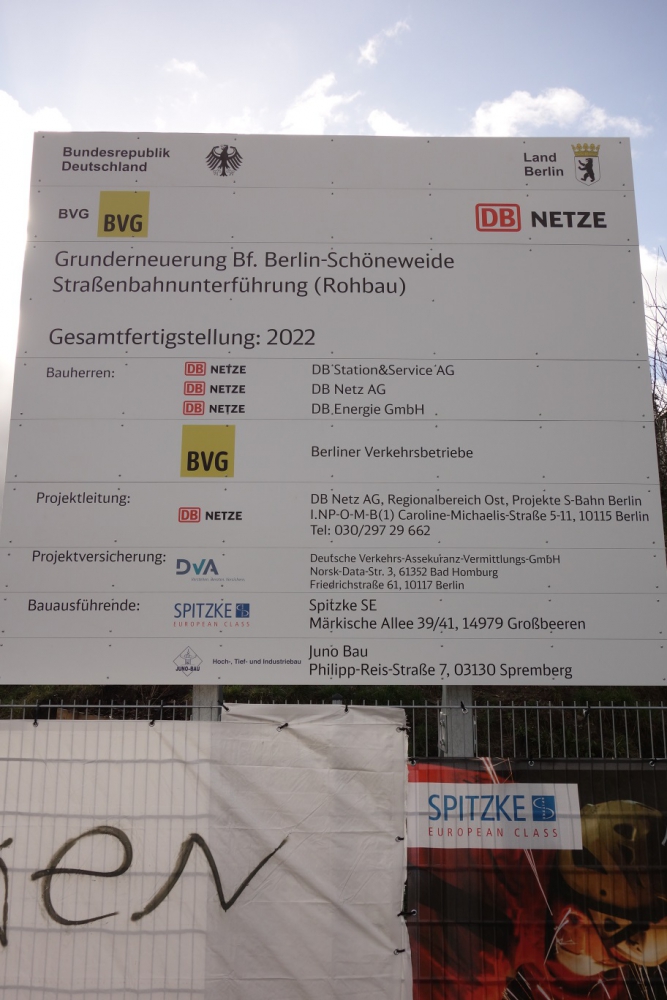 Bundesrepublik
Deutschland
Land
Berlin
BVG BVG
DB NETZE
Grunderneuerung Bf. Berlin-Schöneweide
Straßenbahnunterführung (Rohbau)
Gesamtfertigstellung: 2022
Bauherren: DB NETZE DB Station&Service AG
DB NETZE DB Netz AG
DB NETZE DB Energie GmbH
BVG Berliner Verkehrsbetriebe
Projektleitung: DB NETZE DB Netz AG, Regionalbereich Ost, Projekte S-Bahn Berlin
I.NP-O-M-B(1) Caroline-Michaelis-Straße 5-11, 10115 Berlin
Tel: 030/297 29 662
Projektversicherung: DVA Deutsche Verkehrs-Assekuranz-Vermittlungs-GmbH
Norsk-Data-Str. 3, 61352 Bad Homburg
Friedrichstraße 61, 10117 Berlin
Bauausführende: SPITZKE Spitzke SE
EUROPEAN CLASS Märkische Allee 39/41, 14979 Großbeeren
Juno Bau
JUNO-BAU Hoch-, Tief- und Industriebau Philipp-Reis-Straße 7, 03130 Spremberg
SPITZKE
EUROPEAN CLASS
en